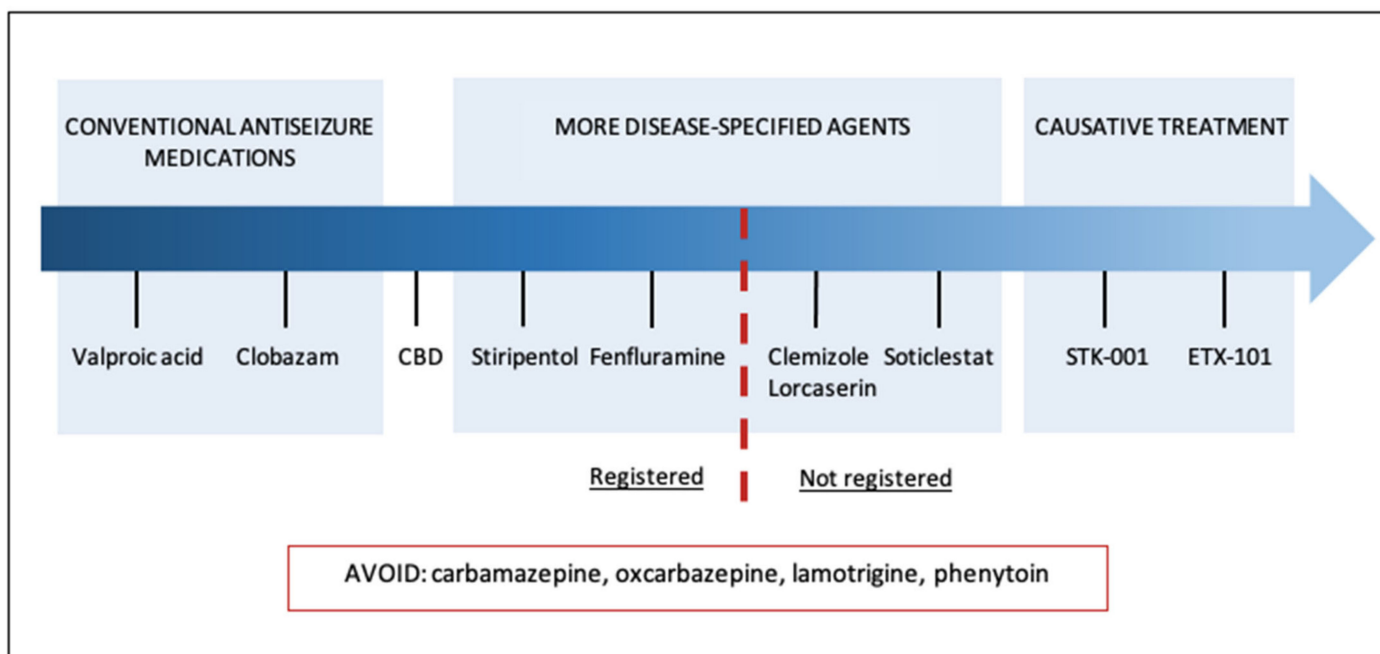 CONVENTIONAL ANTISEIZURE
MEDICATIONS
MORE DISEASE-SPECIFIED AGENTS
CAUSATIVE TREATMENT
Valproic acid
Clobazam
CBD
Stiripentol
Fenfluramine
Clemizole
Lorcaserin
Soticlestat
STK-001
ETX-101
Registered
Not registered
AVOID: carbamazepine, oxcarbazepine, lamotrigine, phenytoin